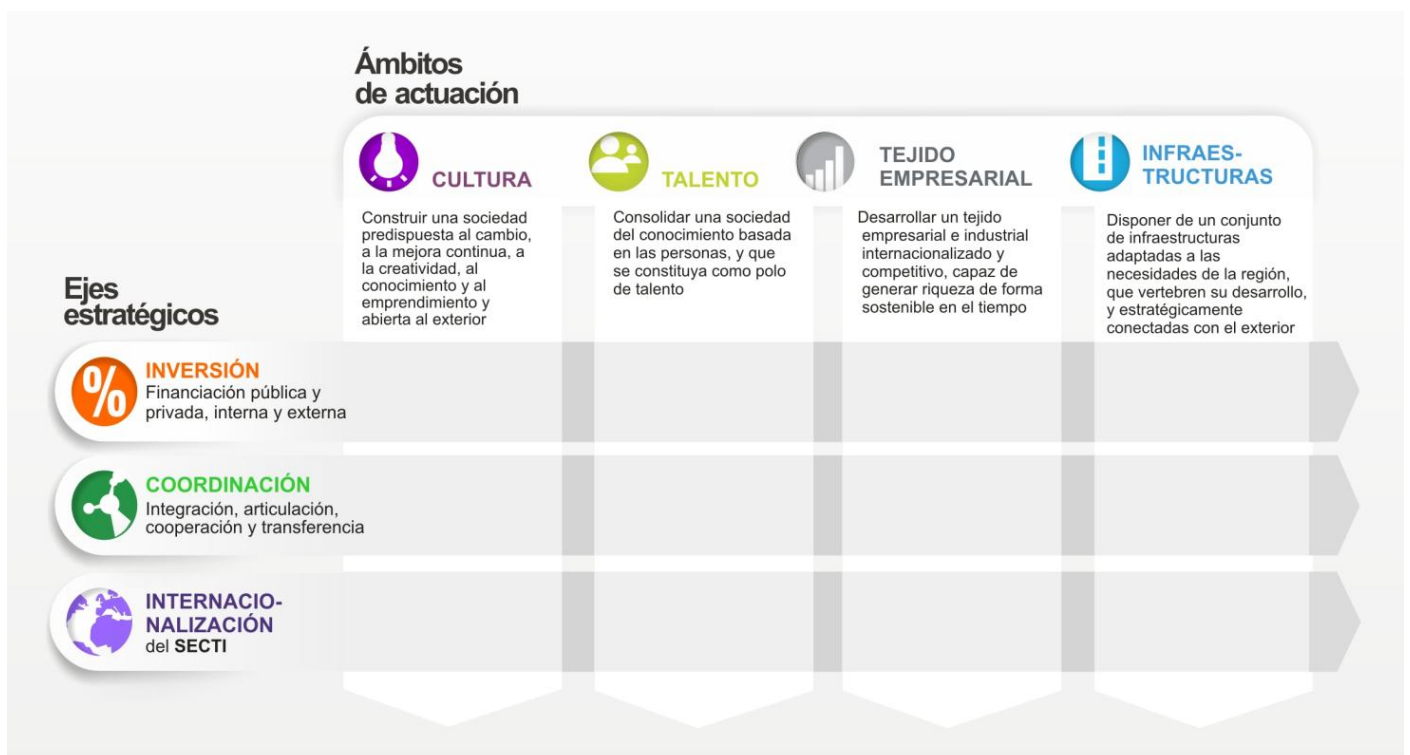 Ámbitos
de actuación
CULTURA
TALENTO
TEJIDO
EMPRESARIAL
INFRAES-
TRUCTURAS
Construir una sociedad
predispuesta al cambio,
a la mejora continua, a
la creatividad, al
conocimiento y al
emprendimiento y
abierta al exterior
Consolidar una sociedad
del conocimiento basada
en las personas, y que
se constituya como polo
de talento
Desarrollar un tejido
empresarial e industrial
internacionalizado y
competitivo, capaz de
generar riqueza de forma
sostenible en el tiempo
Disponer de un conjunto
de infraestructuras
adaptadas a las
necesidades de la región,
que vertebren su desarrollo,
y estratégicamente
conectadas con el exterior
Ejes
estratégicos
%
INVERSIÓN
Financiación pública y
privada, interna y externa
COORDINACIÓN
Integración, articulación,
cooperación y transferencia
INTERNACIO-
NALIZACIÓN
del SECTI